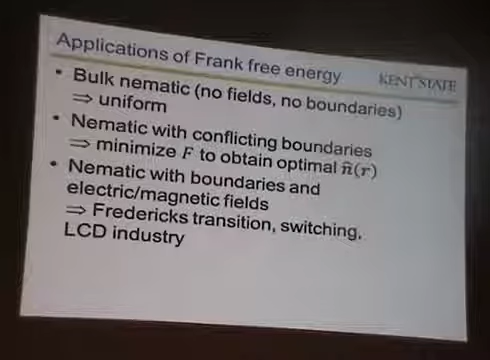 Applications of Frank free energy
KENT STATE
• Bulk nematic (no fields, no boundaries)
⇒ uniform
• Nematic with conflicting boundaries
⇒ minimize F to obtain optimal n̂(r)
• Nematic with boundaries and
electric/magnetic fields
⇒ Fredericks transition, switching,
LCD industry